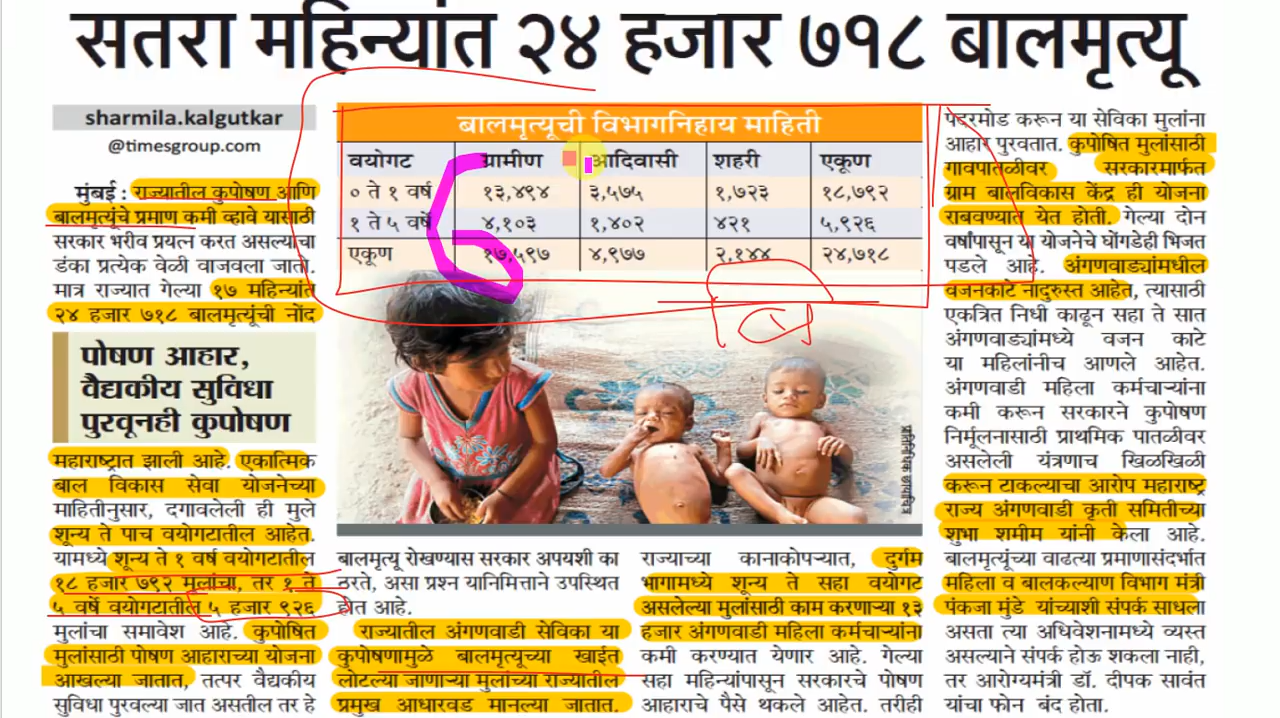 सतरा महिन्यांत २४ हजार ७१८ बालमृत्यू
sharmila.kalgutkar
@timesgroup.com
मुंबई : राज्यातील कुपोषण आणि
बालमृत्यूंचे प्रमाण कमी व्हावे यासाठी
सरकार भरीव प्रयत्न करत असल्याचा
डंका प्रत्येक वेळी वाजवला जातो.
मात्र राज्यात गेल्या १७ महिन्यांत
२४ हजार ७१८ बालमृत्यूंची नोंद
पोषण आहार,
वैद्यकीय सुविधा
पुरवूनही कुपोषण
महाराष्ट्रात झाली आहे. एकात्मिक
बाल विकास सेवा योजनेच्या
माहितीनुसार, दगावलेली ही मुले
शून्य ते पाच वयोगटातील आहेत.
यामध्ये शून्य ते १ वर्ष वयोगटातील
१८ हजार ७९२ मुलांचा, तर १ ते
५ वर्षे वयोगटातील ५ हजार ९२६
मुलांचा समावेश आहे. कुपोषित
मुलांसाठी पोषण आहाराच्या योजना
आखल्या जातात, तत्पर वैद्यकीय
सुविधा पुरवल्या जात असतील तर हे
बालमृत्यूची विभागनिहाय माहिती
वयोगट ग्रामीण आदिवासी शहरी एकूण
० ते १ वर्ष १३,४९४ ३,५७५ १,७२३ १८,७९२
१ ते ५ वर्षे ४,१०३ १,४०२ ४२१ ५,९२६
एकूण १७,५९७ ४,९७७ २,१४४ २४,७१८
प्रातिनिधिक छायाचित्र
बालमृत्यू रोखण्यास सरकार अपयशी का
ठरते, असा प्रश्न यानिमित्ताने उपस्थित
होत आहे.
राज्यातील अंगणवाडी सेविका या
कुपोषणामुळे बालमृत्यूच्या खाईत
लोटल्या जाणाऱ्या मुलांच्या राज्यातील
प्रमुख आधारवड मानल्या जातात.
राज्याच्या कानाकोपऱ्यात, दुर्गम
भागामध्ये शून्य ते सहा वयोगट
असलेल्या मुलांसाठी काम करणाऱ्या १३
हजार अंगणवाडी महिला कर्मचाऱ्यांना
कमी करण्यात येणार आहे. गेल्या
सहा महिन्यांपासून सरकारचे पोषण
आहाराचे पैसे थकले आहेत. तरीही
पदरमोड करून या सेविका मुलांना
आहार पुरवतात. कुपोषित मुलांसाठी
गावपातळीवर सरकारमार्फत
ग्राम बालविकास केंद्र ही योजना
राबवण्यात येत होती. गेल्या दोन
वर्षांपासून या योजनेचे घोंगडेही भिजत
पडले आहे. अंगणवाड्यांमधील
वजनकाटे नादुरुस्त आहेत, त्यासाठी
एकत्रित निधी काढून सहा ते सात
अंगणवाड्यांमध्ये वजन काटे
या महिलांनीच आणले आहेत.
अंगणवाडी महिला कर्मचाऱ्यांना
कमी करून सरकारने कुपोषण
निर्मूलनासाठी प्राथमिक पातळीवर
असलेली यंत्रणाच खिळखिळी
करून टाकल्याचा आरोप महाराष्ट्र
राज्य अंगणवाडी कृती समितीच्या
शुभा शमीम यांनी केला आहे.
बालमृत्यूंच्या वाढत्या प्रमाणासंदर्भात
महिला व बालकल्याण विभाग मंत्री
पंकजा मुंडे यांच्याशी संपर्क साधला
असता त्या अधिवेशनामध्ये व्यस्त
असल्याने संपर्क होऊ शकला नाही,
तर आरोग्यमंत्री डॉ. दीपक सावंत
यांचा फोन बंद होता.